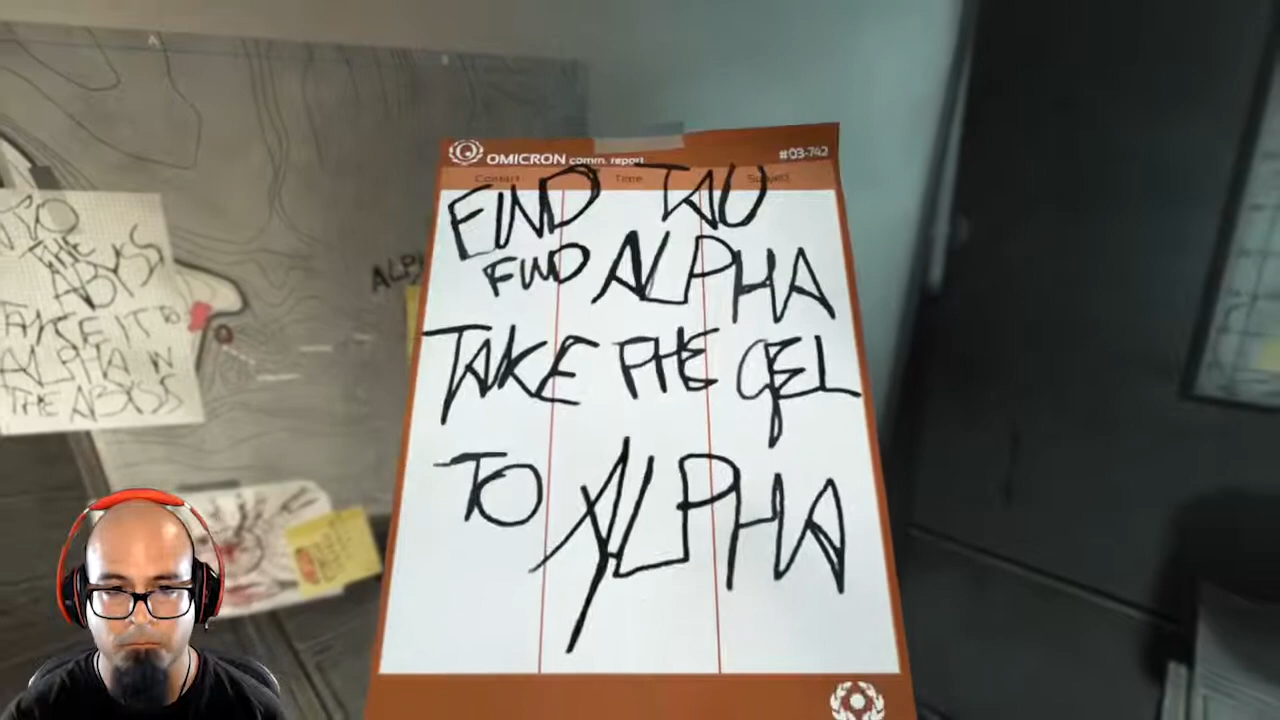 A
OMICRON comm. report #03-742
Contact Time Subject
FIND TAU
FIND ALPHA
TAKE THE GEL
TO ALPHA
TO
THE
ABYSS
TAKE IT TO
ALPHA IN
THE ABYSS
ALPH